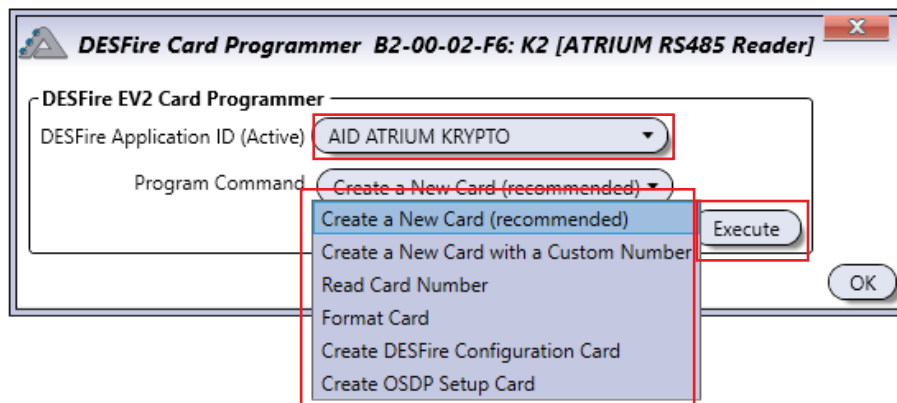 DESFire Card Programmer B2-00-02-F6: K2 [ATRIUM RS485 Reader]
X
DESFire EV2 Card Programmer
DESFire Application ID (Active) AID ATRIUM KRYPTO
Program Command Create a New Card (recommended)
Create a New Card (recommended)
Execute
Create a New Card with a Custom Number
Read Card Number
OK
Format Card
Create DESFire Configuration Card
Create OSDP Setup Card